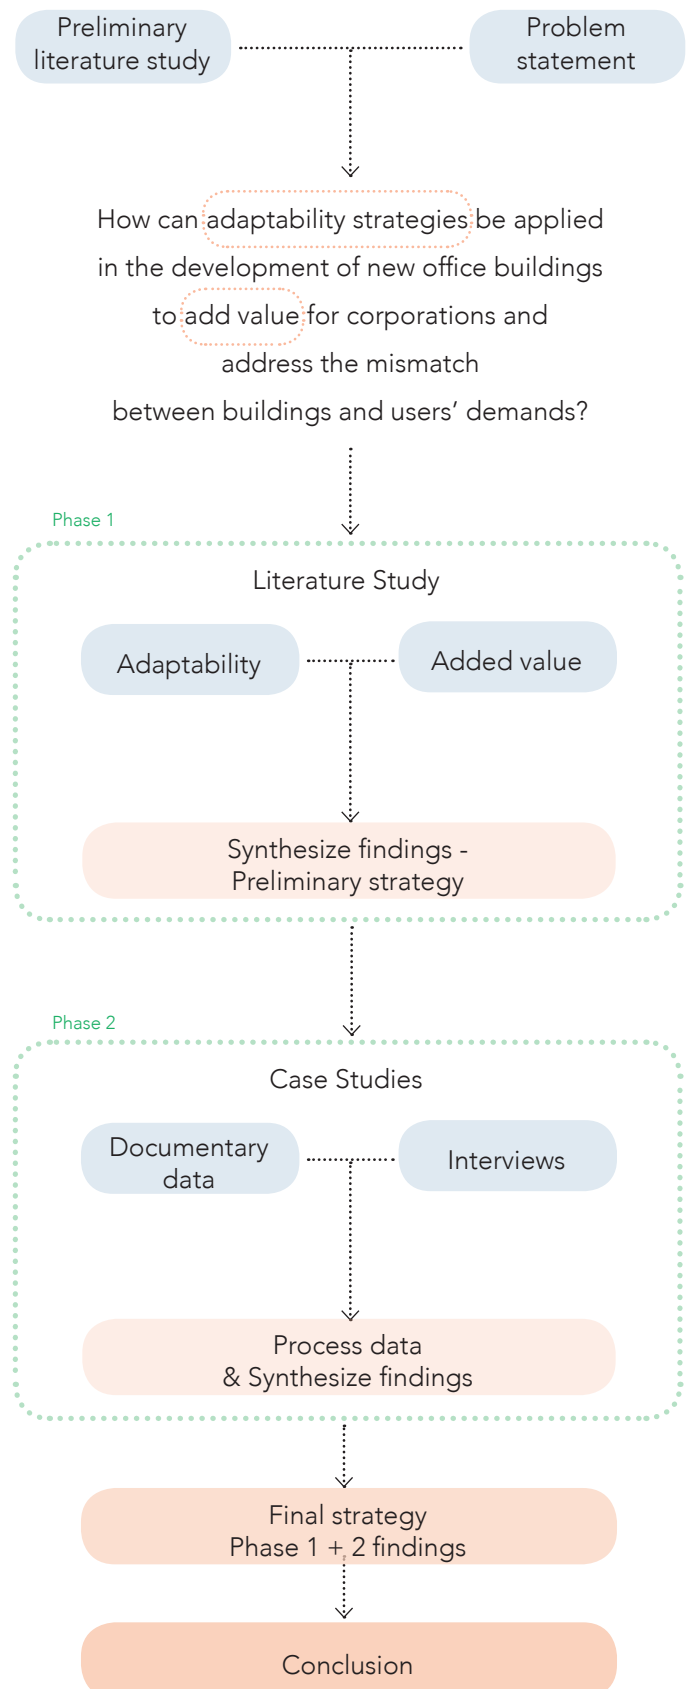 Preliminary
literature study
Problem
statement
How can adaptability strategies be applied
in the development of new office buildings
to add value for corporations and
address the mismatch
between buildings and users’ demands?
Phase 1
Literature Study
Adaptability
Added value
Synthesize findings -
Preliminary strategy
Phase 2
Case Studies
Documentary
data
Interviews
Process data
& Synthesize findings
Final strategy
Phase 1 + 2 findings
Conclusion